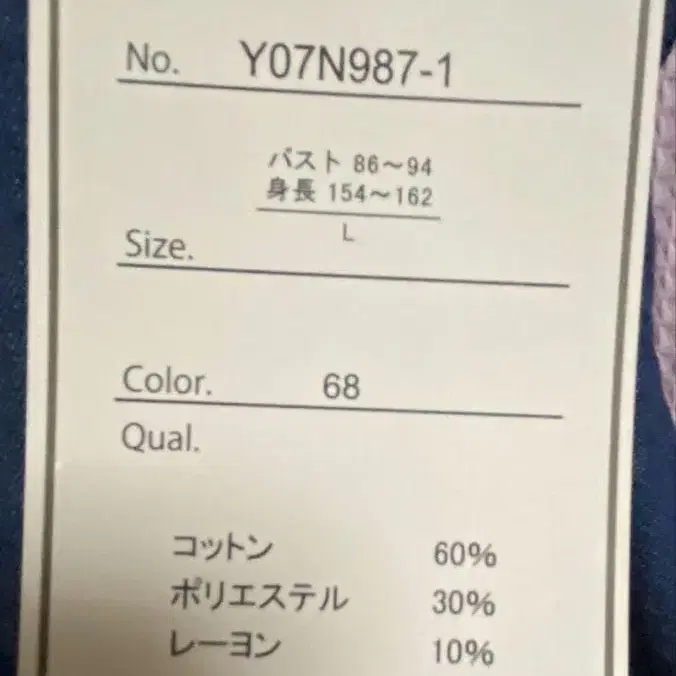 No. Y07N987-1
バスト 86～94
身長 154～162
L
Size.
Color. 68
Qual.
コットン 60%
ポリエステル 30%
レーヨン 10%